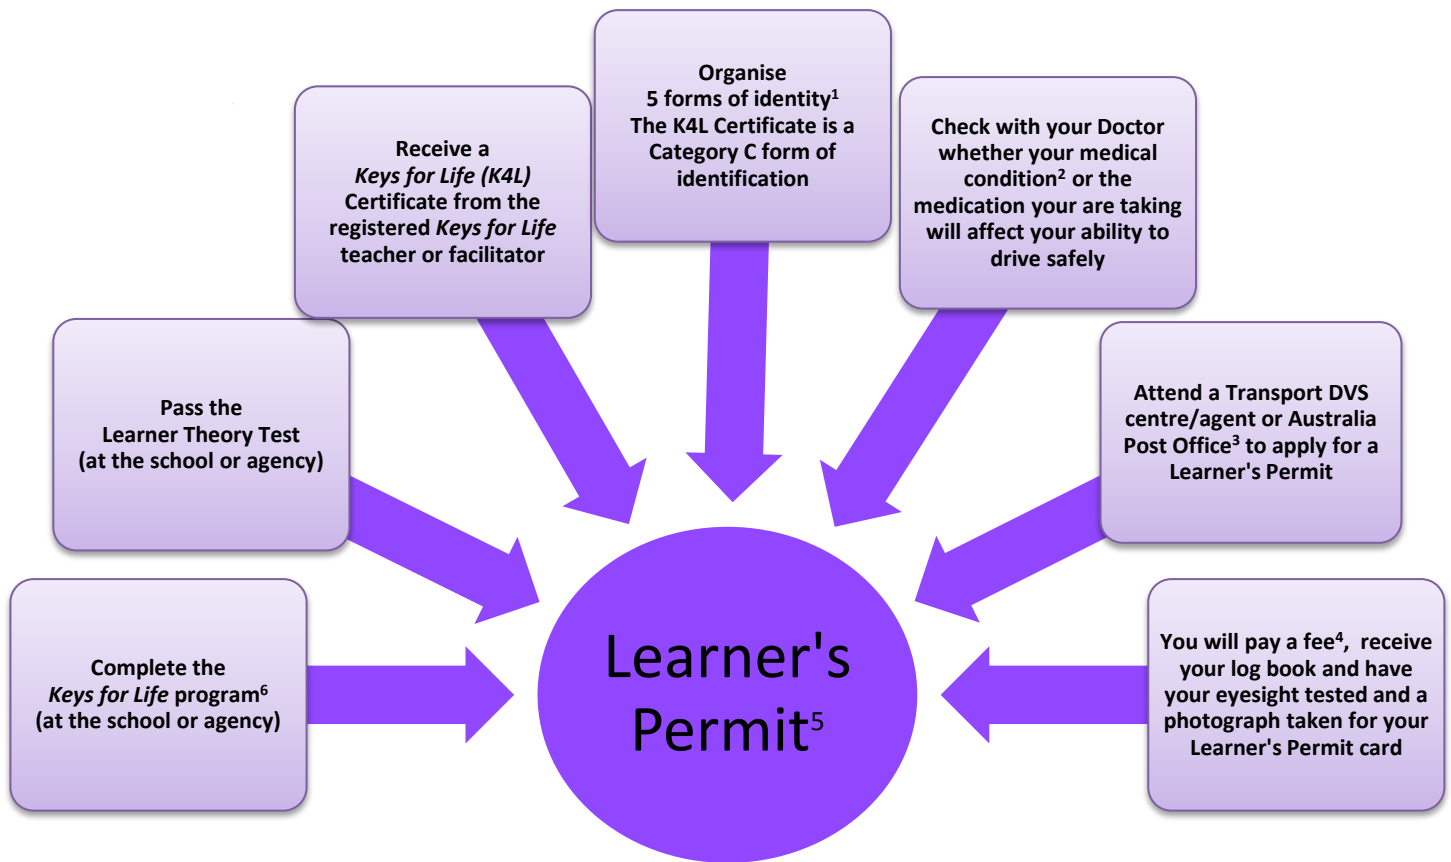 Organise
5 forms of identity¹
The K4L Certificate is a
Category C form of
identification
Receive a
Keys for Life (K4L)
Certificate from the
registered Keys for Life
teacher or facilitator
Check with your Doctor
whether your medical
condition² or the
medication your are taking
will affect your ability to
drive safely
Pass the
Learner Theory Test
(at the school or agency)
Attend a Transport DVS
centre/agent or Australia
Post Office³ to apply for a
Learner's Permit
Complete the
Keys for Life program⁶
(at the school or agency)
You will pay a fee⁴, receive
your log book and have
your eyesight tested and a
photograph taken for your
Learner's Permit card
Learner's
Permit⁵